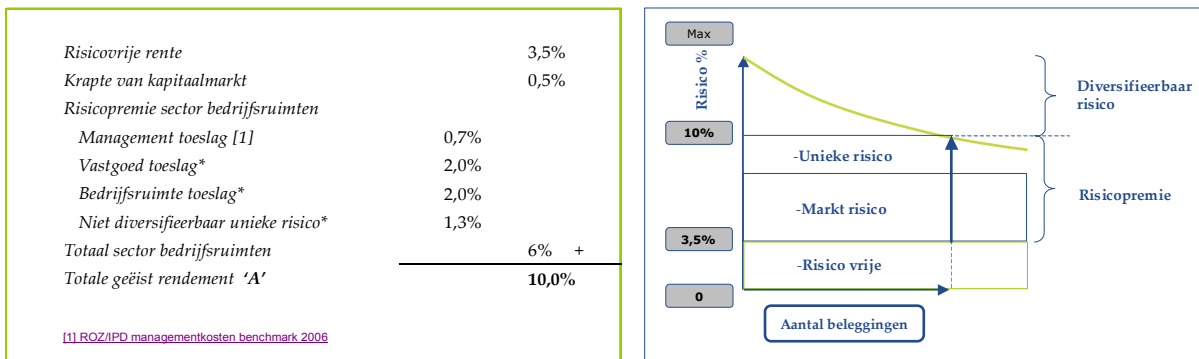 Risicovrije rente 3,5%
Krapte van kapitaalmarkt 0,5%
Risicopremie sector bedrijfsruimten
Management toeslag [1] 0,7%
Vastgoed toeslag* 2,0%
Bedrijfsruimte toeslag* 2,0%
Niet diversifieerbaar unieke risico* 1,3%
Totaal sector bedrijfsruimten 6% +
Totale geëist rendement 'A' 10,0%
[1] ROZ/IPD managementkosten benchmark 2006
Max
Risico %
Diversifieerbaar
risico
10%
-Unieke risico
Risicopremie
-Markt risico
3,5%
-Risico vrije
0
Aantal beleggingen